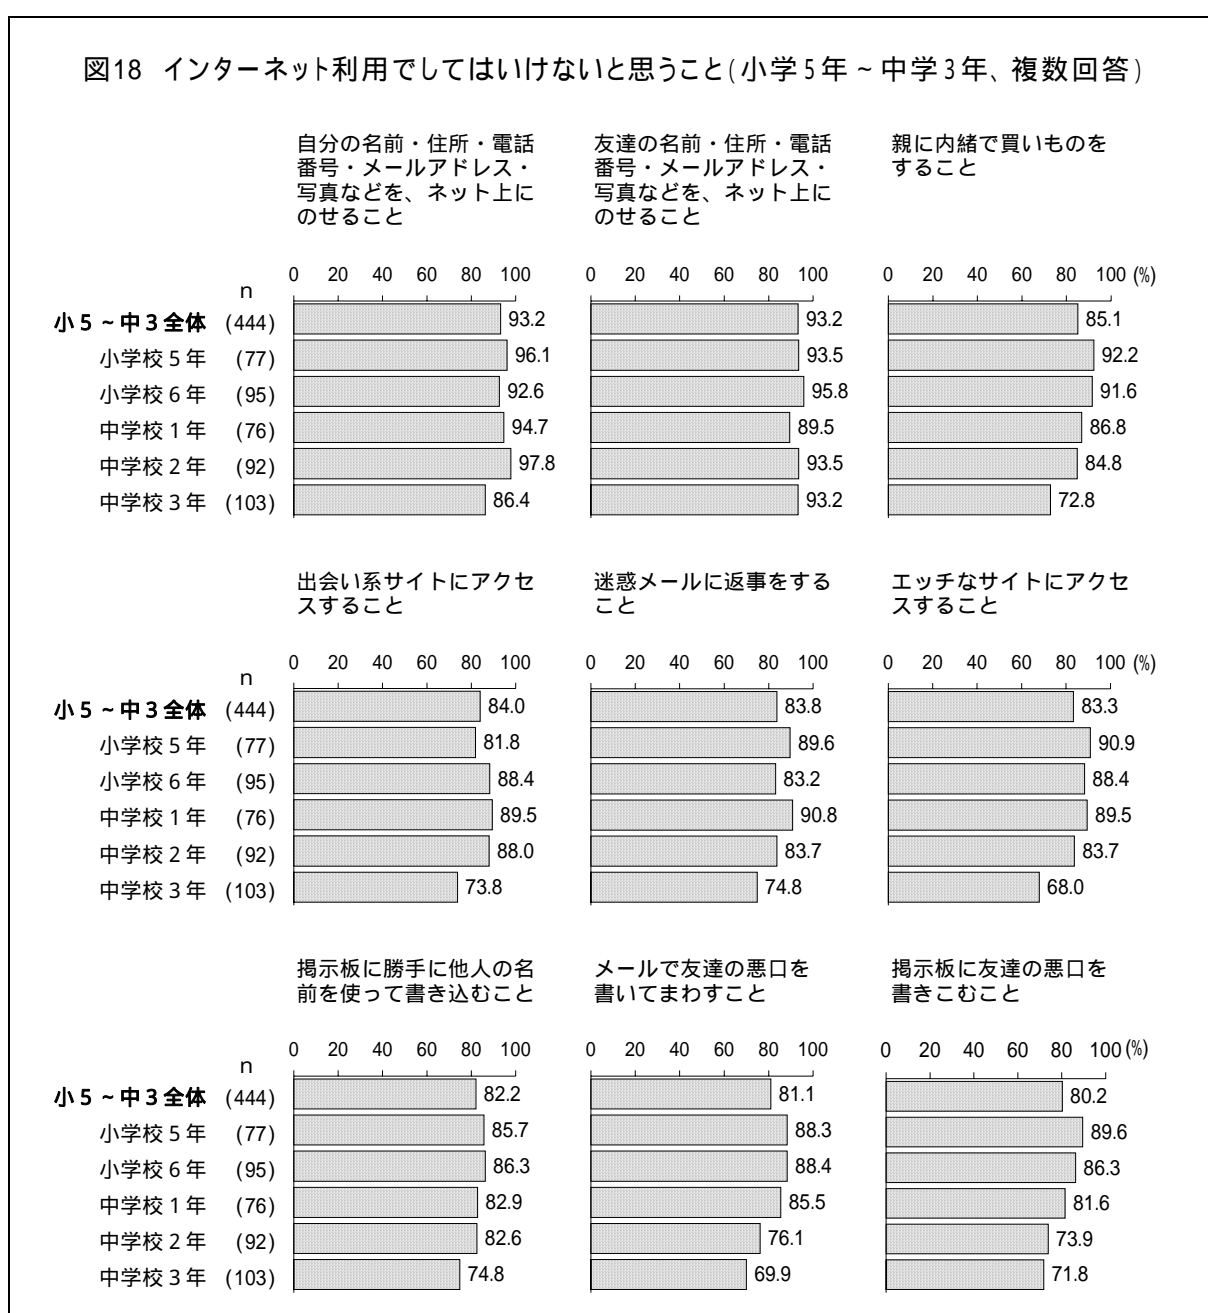 図18 インターネット利用でしてはいけないと思うこと(小学5年～中学3年、複数回答)
自分の名前・住所・電話
番号・メールアドレス・
写真などを、ネット上に
のせること
友達の名前・住所・電話
番号・メールアドレス・
写真などを、ネット上に
のせること
親に内緒で買いものを
すること
n 0 20 40 60 80 100 0 20 40 60 80 100 0 20 40 60 80 100 (%)
小5～中3全体 (444) 93.2 93.2 85.1
小学校5年 (77) 96.1 93.5 92.2
小学校6年 (95) 92.6 95.8 91.6
中学校1年 (76) 94.7 89.5 86.8
中学校2年 (92) 97.8 93.5 84.8
中学校3年 (103) 86.4 93.2 72.8
出会い系サイトにアクセ
スすること
迷惑メールに返事をする
こと
エッチなサイトにアクセ
スすること
n 0 20 40 60 80 100 0 20 40 60 80 100 0 20 40 60 80 100 (%)
小5～中3全体 (444) 84.0 83.8 83.3
小学校5年 (77) 81.8 89.6 90.9
小学校6年 (95) 88.4 83.2 88.4
中学校1年 (76) 89.5 90.8 89.5
中学校2年 (92) 88.0 83.7 83.7
中学校3年 (103) 73.8 74.8 68.0
掲示板に勝手に他人の名
前を使って書き込むこと
メールで友達の悪口を
書いてまわすこと
掲示板に友達の悪口を
書きこむこと
n 0 20 40 60 80 100 0 20 40 60 80 100 0 20 40 60 80 100 (%)
小5～中3全体 (444) 82.2 81.1 80.2
小学校5年 (77) 85.7 88.3 89.6
小学校6年 (95) 86.3 88.4 86.3
中学校1年 (76) 82.9 85.5 81.6
中学校2年 (92) 82.6 76.1 73.9
中学校3年 (103) 74.8 69.9 71.8